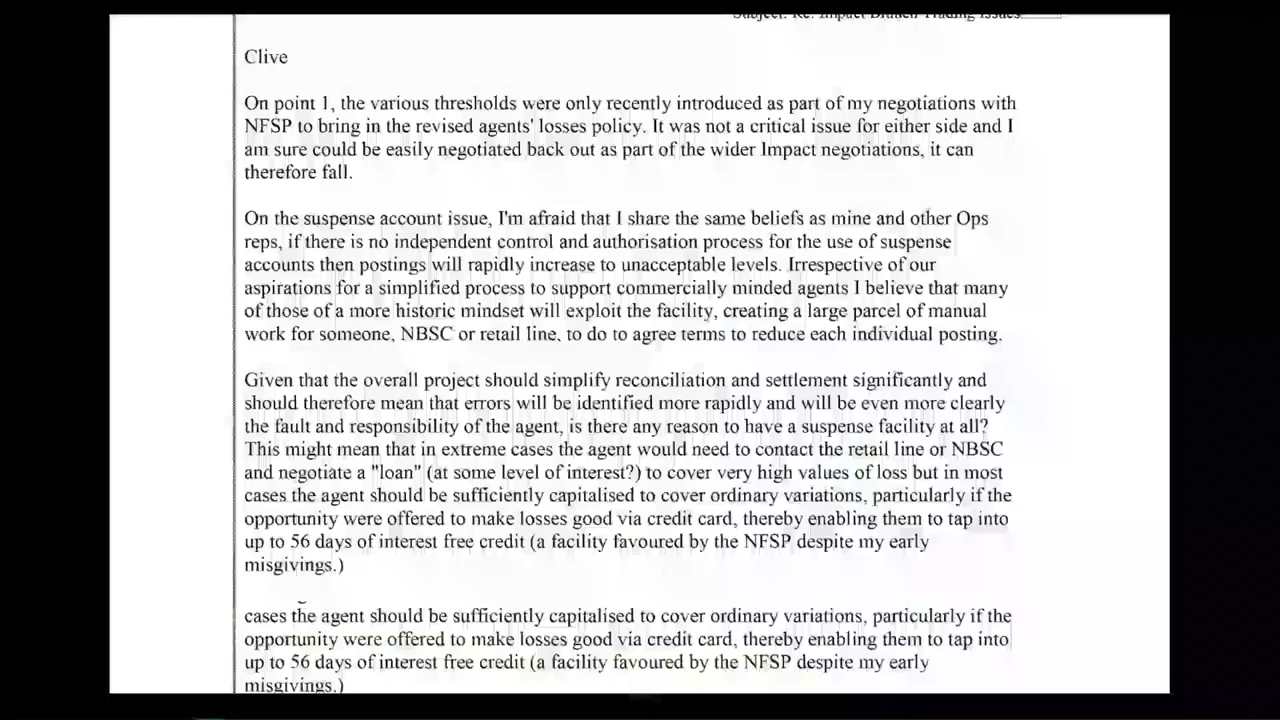 Subject: Re: Impact Branch Trading Issues
Clive
On point 1, the various thresholds were only recently introduced as part of my negotiations with
NFSP to bring in the revised agents' losses policy. It was not a critical issue for either side and I
am sure could be easily negotiated back out as part of the wider Impact negotiations, it can
therefore fall.
On the suspense account issue, I'm afraid that I share the same beliefs as mine and other Ops
reps, if there is no independent control and authorisation process for the use of suspense
accounts then postings will rapidly increase to unacceptable levels. Irrespective of our
aspirations for a simplified process to support commercially minded agents I believe that many
of those of a more historic mindset will exploit the facility, creating a large parcel of manual
work for someone, NBSC or retail line, to do to agree terms to reduce each individual posting.
Given that the overall project should simplify reconciliation and settlement significantly and
should therefore mean that errors will be identified more rapidly and will be even more clearly
the fault and responsibility of the agent, is there any reason to have a suspense facility at all?
This might mean that in extreme cases the agent would need to contact the retail line or NBSC
and negotiate a "loan" (at some level of interest?) to cover very high values of loss but in most
cases the agent should be sufficiently capitalised to cover ordinary variations, particularly if the
opportunity were offered to make losses good via credit card, thereby enabling them to tap into
up to 56 days of interest free credit (a facility favoured by the NFSP despite my early
misgivings.)
cases the agent should be sufficiently capitalised to cover ordinary variations, particularly if the
opportunity were offered to make losses good via credit card, thereby enabling them to tap into
up to 56 days of interest free credit (a facility favoured by the NFSP despite my early
misgivings.)